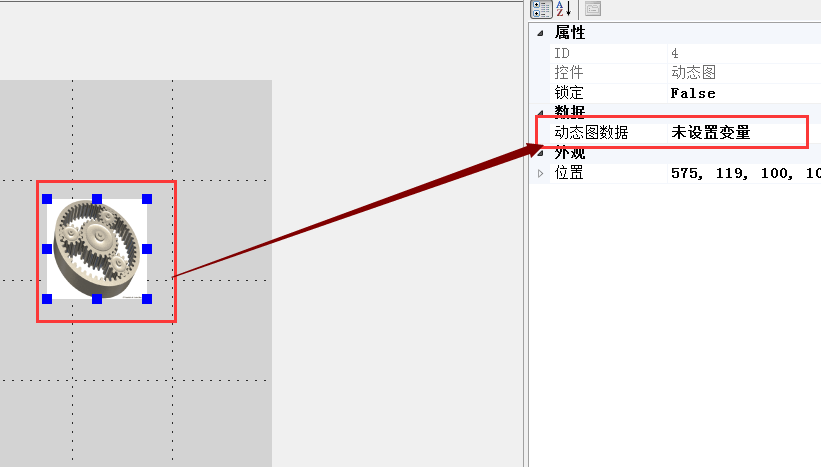 属性
ID 4
控件 动态图
锁定 False
数据
动态图数据 未设置变量
外观
位置 575, 119, 100, 10